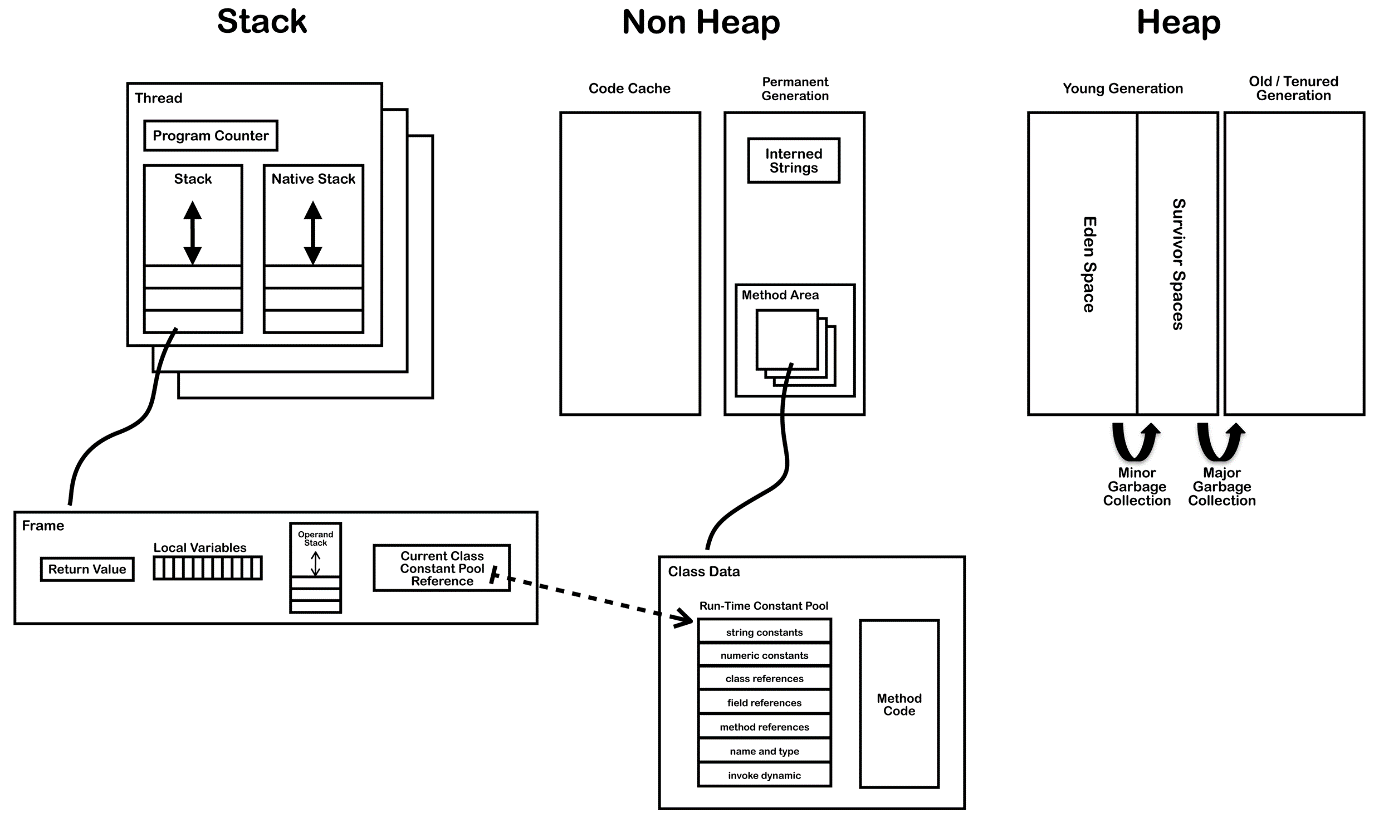 Stack
Non Heap
Heap
Thread
Program Counter
Stack
Native Stack
Code Cache
Permanent
Generation
Interned
Strings
Method Area
Young Generation
Old / Tenured
Generation
Eden Space
Survivor Spaces
Minor
Garbage
Collection
Major
Garbage
Collection
Frame
Return Value
Local Variables
Operand
Stack
Current Class
Constant Pool
Reference
Class Data
Run-Time Constant Pool
string constants
numeric constants
class references
field references
method references
name and type
invoke dynamic
Method
Code